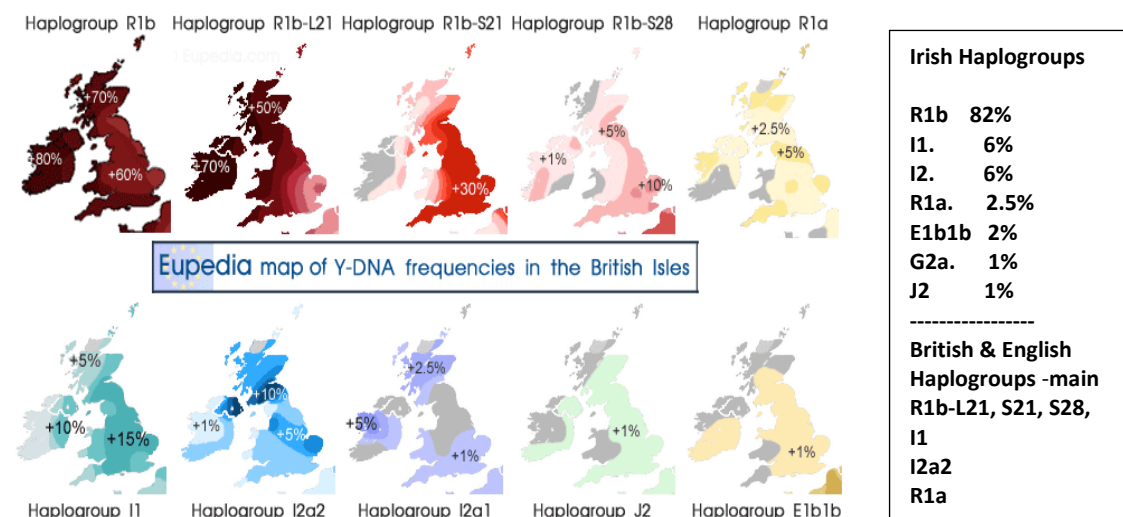 Haplogroup R1b
Haplogroup R1b-L21
Haplogroup R1b-S21
Haplogroup R1b-S28
Haplogroup R1a
Eupedia.com
+70%
+80%
+60%
+50%
+70%
+30%
+5%
+1%
+10%
+2.5%
+5%
Eupedia map of Y-DNA frequencies in the British Isles
+5%
+10%
+15%
+10%
+1%
+5%
+2.5%
+5%
+1%
+1%
+1%
Haplogroup I1
Haplogroup I2a2
Haplogroup I2a1
Haplogroup J2
Haplogroup E1b1b
Irish Haplogroups
R1b 82%
I1. 6%
I2. 6%
R1a. 2.5%
E1b1b 2%
G2a. 1%
J2 1%
-----------------
British & English
Haplogroups -main
R1b-L21, S21, S28,
I1
I2a2
R1a